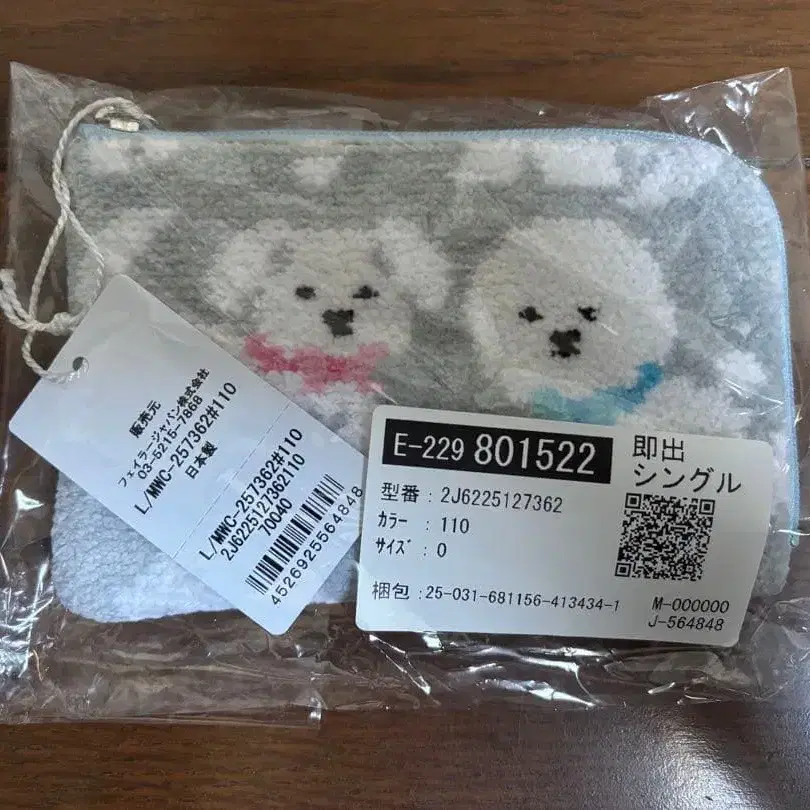 販売元
フェイラージャパン株式会社
03-5215-7868
L/MWC-257362#110
日本製
L/MWC-257362#110
2J6225127362110
70040
4526925564848
E-229 801522
即出
シングル
型番 : 2J6225127362
カラー : 110
サイズ : 0
梱包 : 25-031-681156-413434-1
M-000000
J-564848